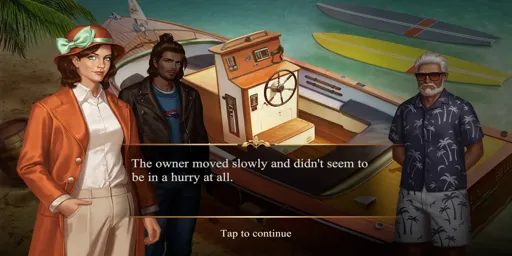 The owner moved slowly and didn't seem to
be in a hurry at all.
Tap to continue